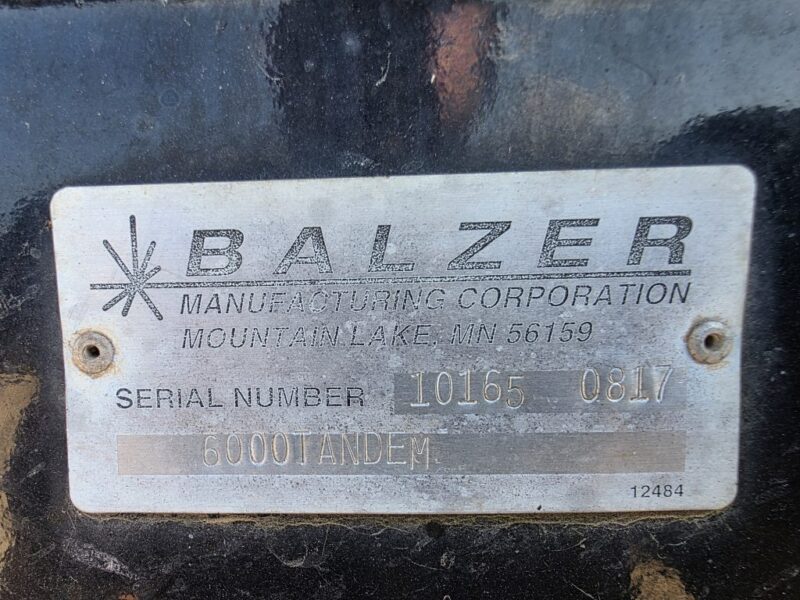 BALZER
MANUFACTURING CORPORATION
MOUNTAIN LAKE, MN 56159
SERIAL NUMBER 10165 0817
6000TANDEM
12484